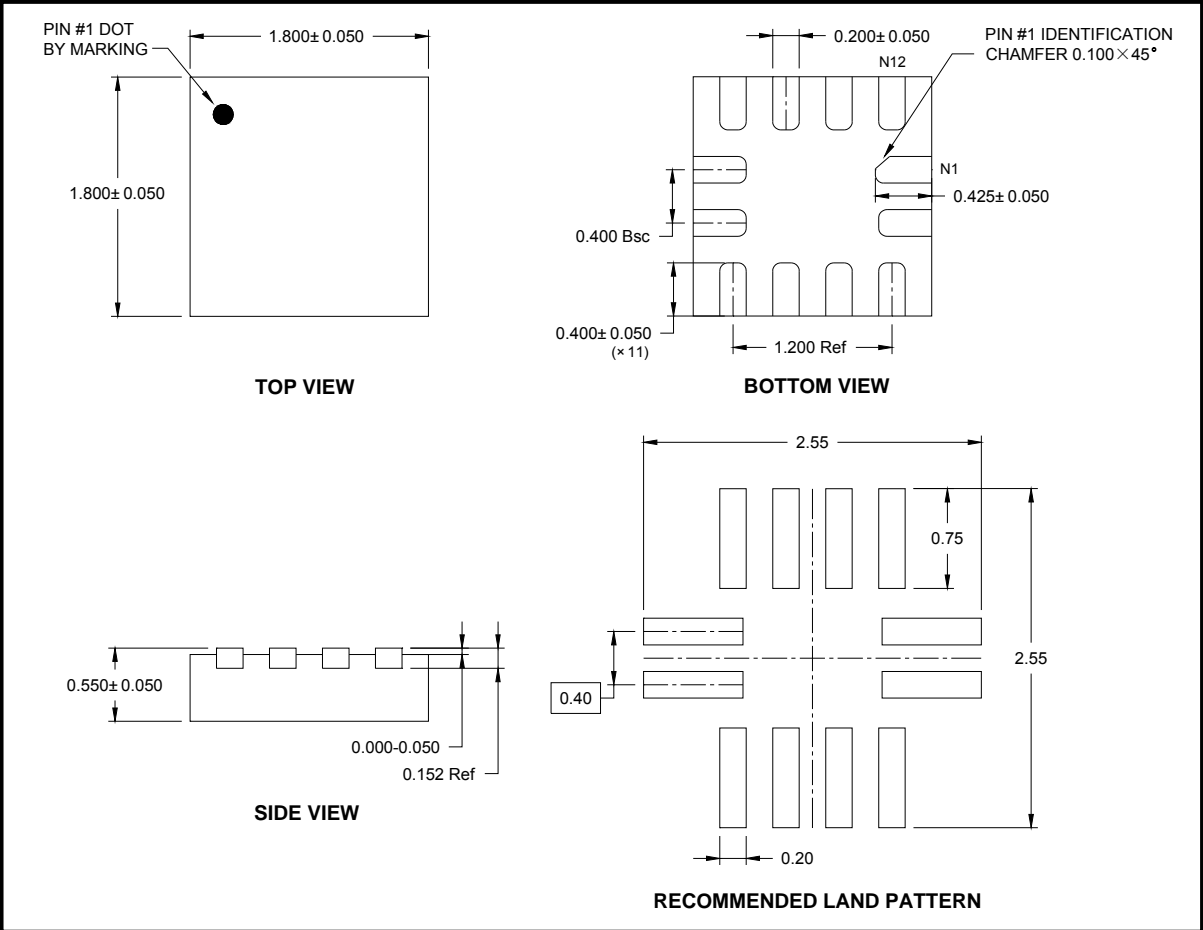 PIN #1 DOT
BY MARKING
1.800± 0.050
1.800± 0.050
TOP VIEW
0.200± 0.050
N12
PIN #1 IDENTIFICATION
CHAMFER 0.100×45°
N1
0.425± 0.050
0.400 Bsc
0.400± 0.050
(×11)
1.200 Ref
BOTTOM VIEW
0.550± 0.050
0.000-0.050
0.152 Ref
SIDE VIEW
2.55
0.75
2.55
0.40
0.20
RECOMMENDED LAND PATTERN